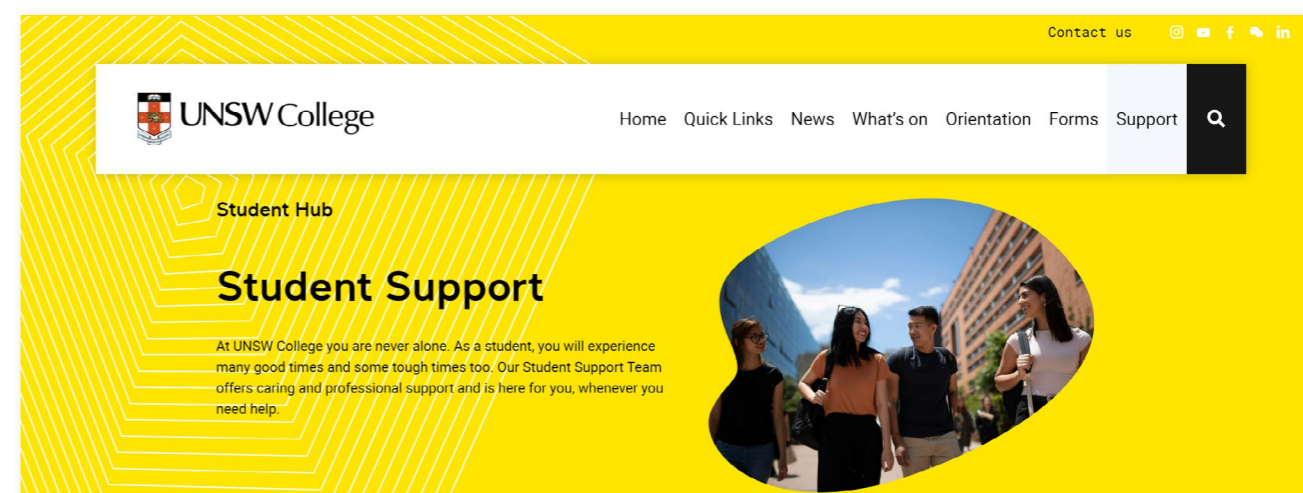 Contact us
UNSW College
Home Quick Links News What's on Orientation Forms Support
Student Hub
Student Support
At UNSW College you are never alone. As a student, you will experience
many good times and some tough times too. Our Student Support Team
offers caring and professional support and is here for you, whenever you
need help.